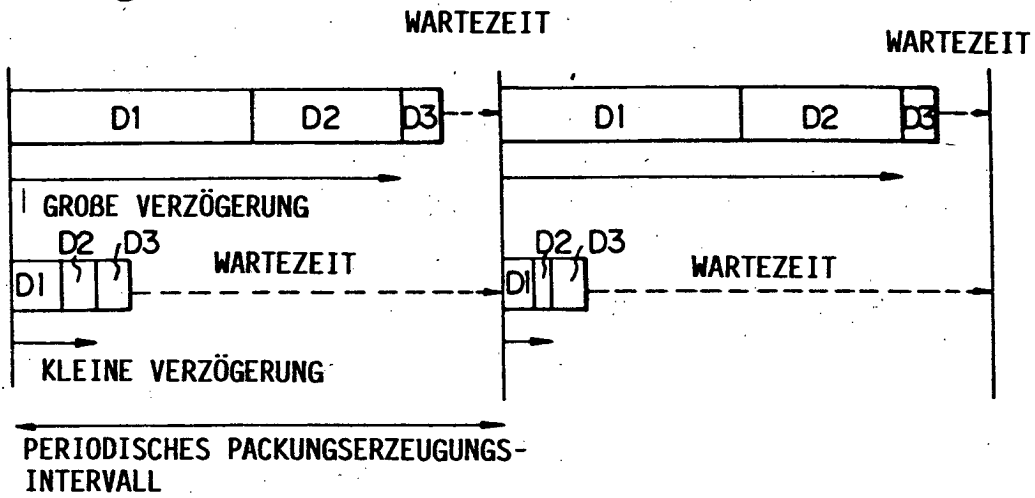 WARTEZEIT
WARTEZEIT
D1 D2 D3 D1 D2 D3
GROßE VERZÖGERUNG
D1 D2 D3 WARTEZEIT D1 D2 D3 WARTEZEIT
KLEINE VERZÖGERUNG
PERIODISCHES PACKUNGSERZEUGUNGS-
INTERVALL